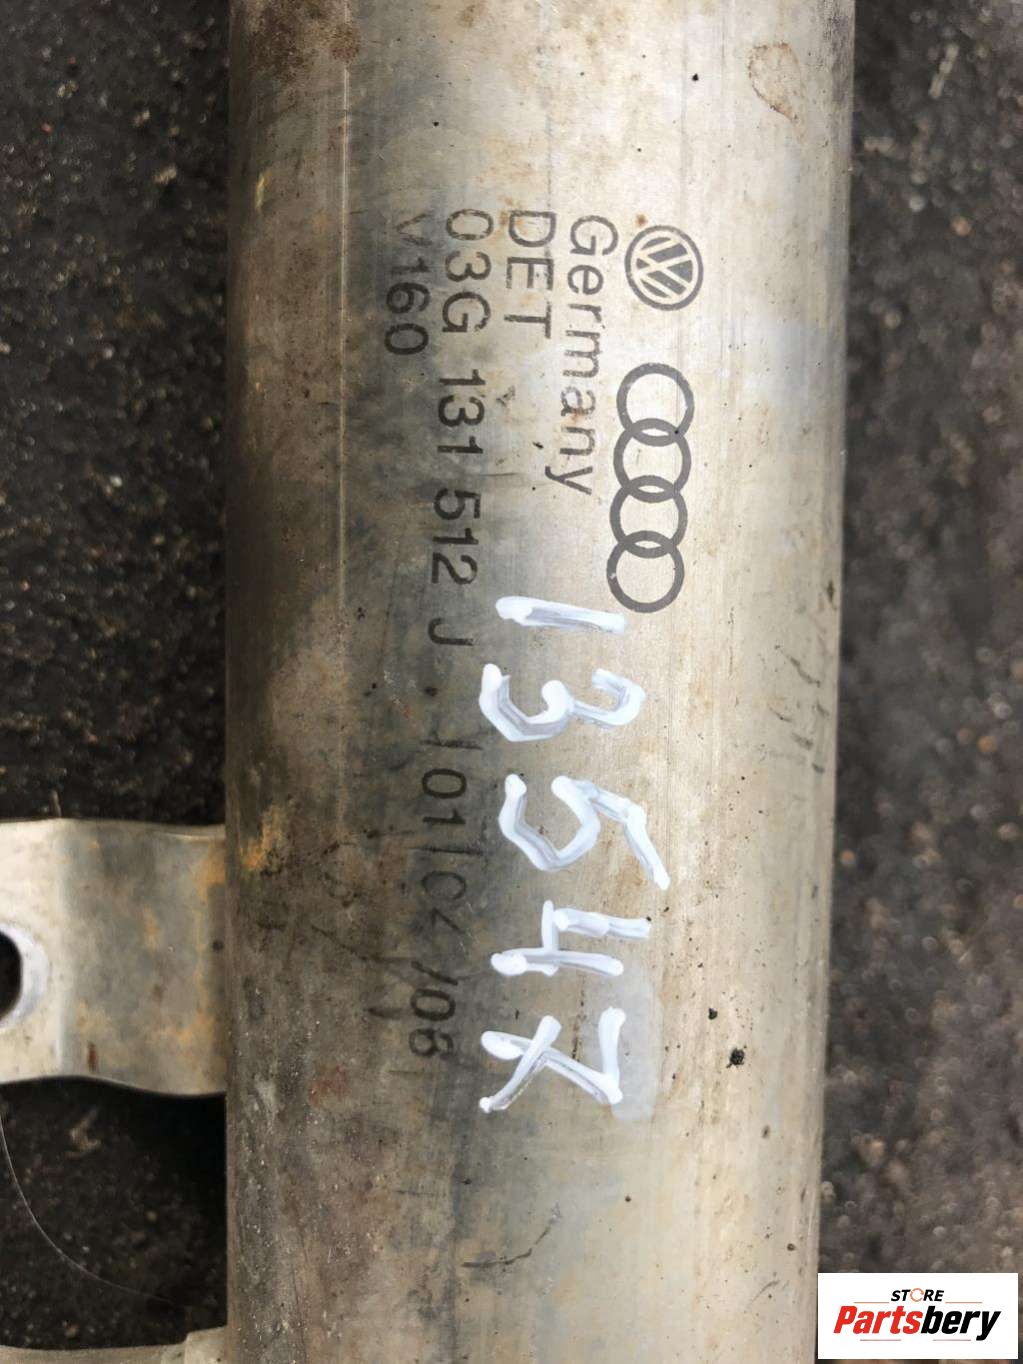 Germany
DET
03G 131 512 J
V160
13547
STORE
Partsbery